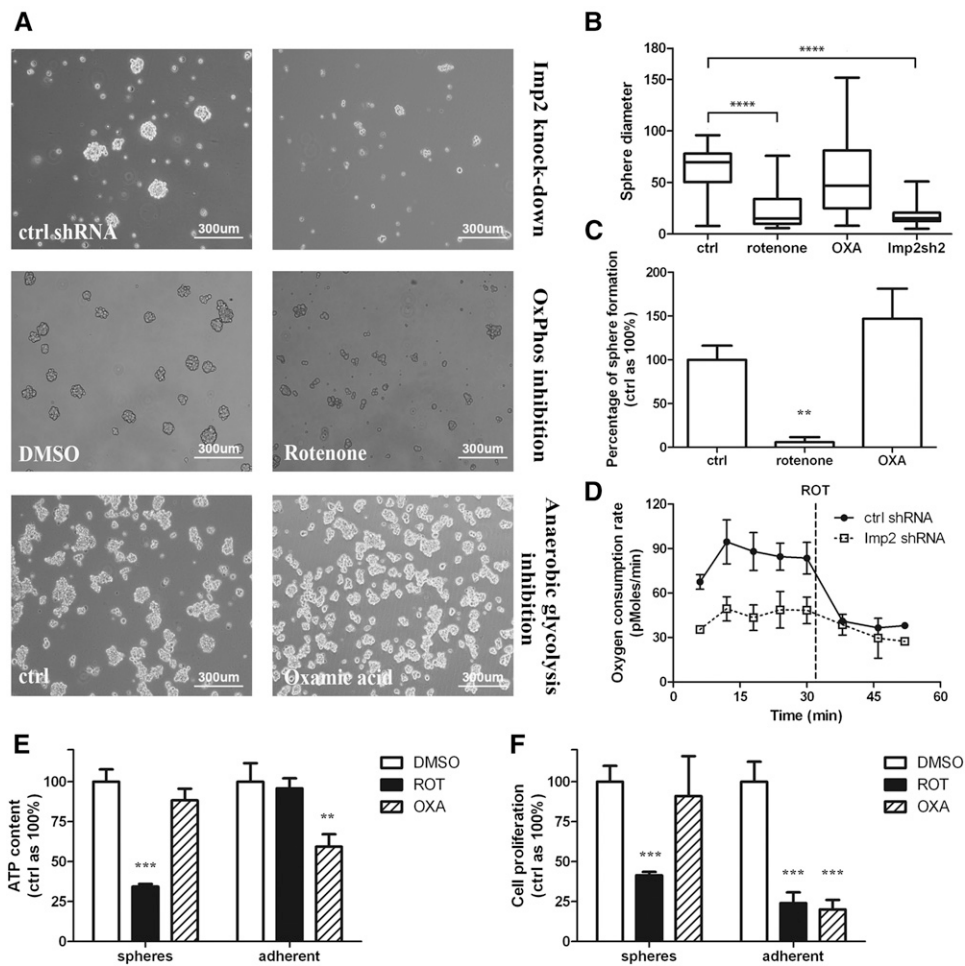 A
ctrl shRNA
300um
300um
Imp2 knock-down
DMSO
300um
Rotenone
300um
OxPhos inhibition
ctrl
300um
Oxamic acid
300um
Anaerobic glycolysis
inhibition
B
Sphere diameter
180
150
100
50
0
****
****
ctrl
rotenone
OXA
Imp2sh2
C
Percentage of sphere formation
(ctrl as 100%)
200
150
100
50
0
**
ctrl
rotenone
OXA
D
ROT
Oxygen consumption rate
(pMoles/min)
120
90
60
30
0
ctrl shRNA
Imp2 shRNA
0
15
30
45
60
Time (min)
E
ATP content
(ctrl as 100%)
100
75
50
25
0
***
**
DMSO
ROT
OXA
spheres
adherent
F
Cell proliferation
(ctrl as 100%)
100
75
50
25
0
***
***
***
DMSO
ROT
OXA
spheres
adherent